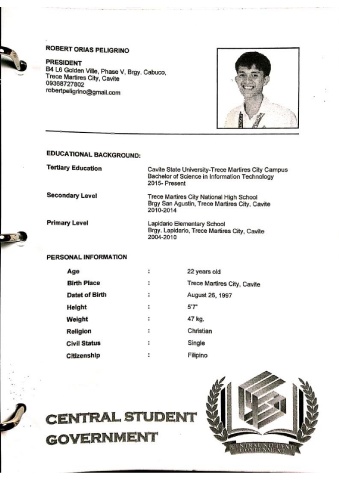 ROBERT ORIAS PELIGRINO
PRESIDENT
B4 L6 Golden Ville, Phase V, Brgy. Cabuco,
Trece Martires City, Cavite
09368727802
robertpeligrino@gmail.com
EDUCATIONAL BACKGROUND:
Tertiary Education Cavite State University-Trece Martires City Campus
Bachelor of Science in Information Technology
2015- Present
Secondary Level Trece Martires City National High School
Brgy San Agustin, Trece Martires City, Cavite
2010-2014
Primary Level Lapidario Elementary School
Brgy. Lapidario, Trece Martires City, Cavite
2004-2010
PERSONAL INFORMATION
Age : 22 years old
Birth Place : Trece Martires City, Cavite
Datet of Birth : August 26, 1997
Height : 5'7"
Weight : 47 kg.
Religion : Christian
Civil Status : Single
Citizenship : Filipino
CENTRAL STUDENT
GOVERNMENT
CENTRAL STUDENT
GOVERNMENT